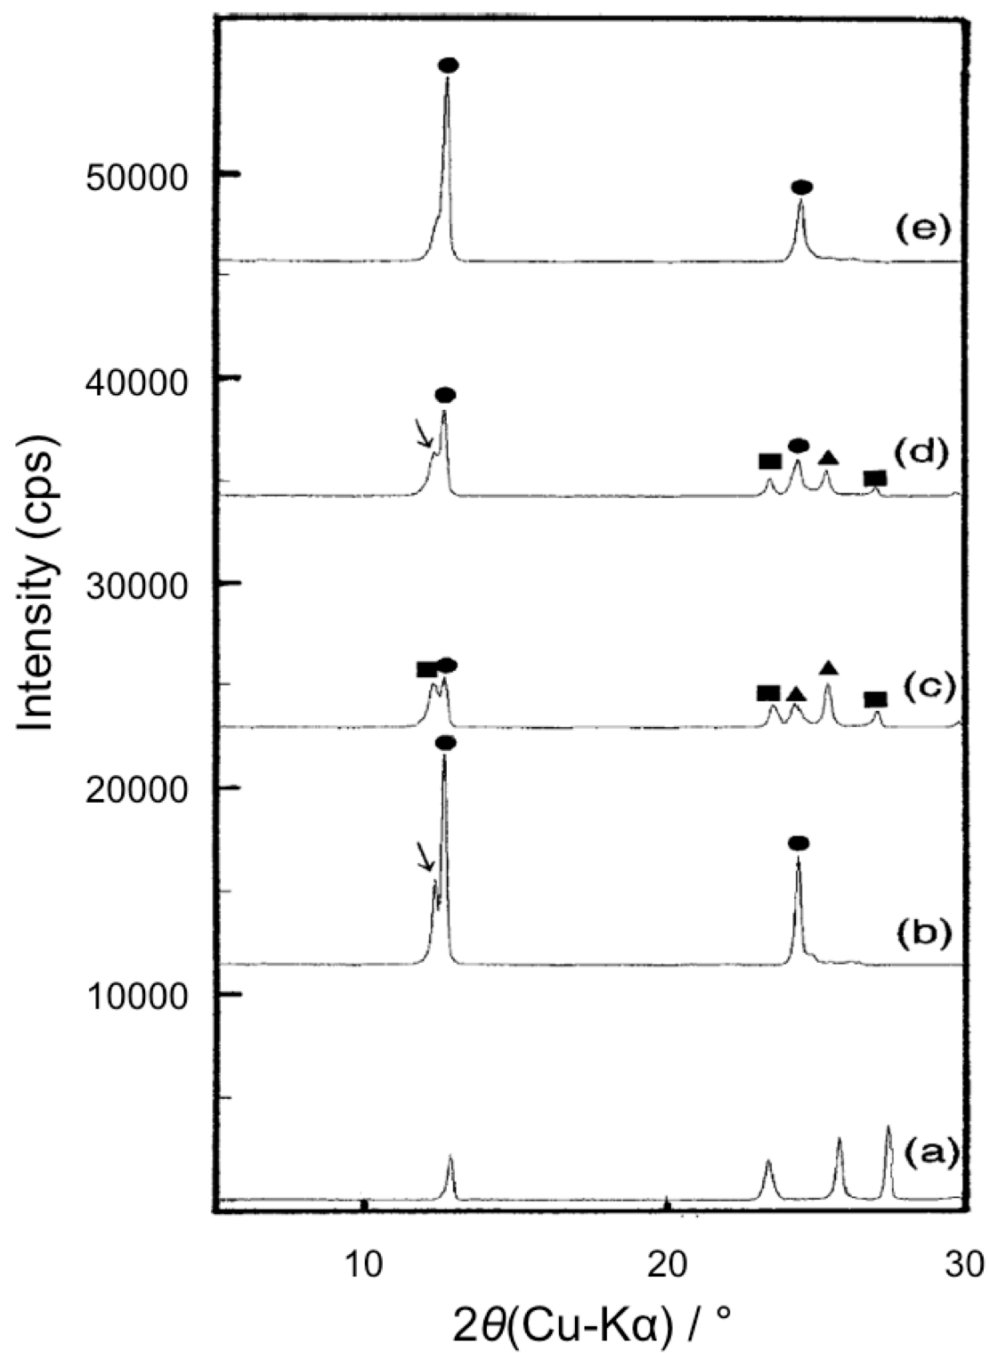 (e)
50000
40000
(d)
Intensity (cps)
30000
(c)
20000
(b)
10000
(a)
10 20 30
2θ(Cu-Kα) / °